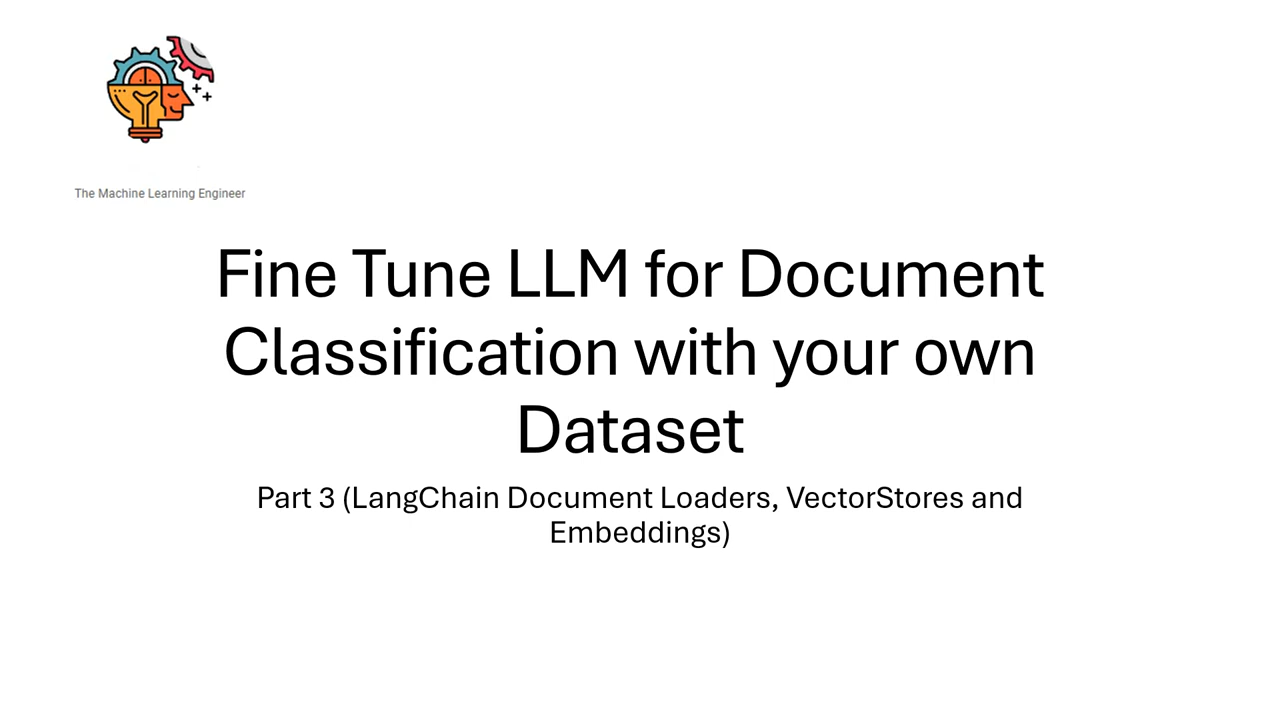 The Machine Learning Engineer
Fine Tune LLM for Document
Classification with your own
Dataset
Part 3 (LangChain Document Loaders, VectorStores and
Embeddings)